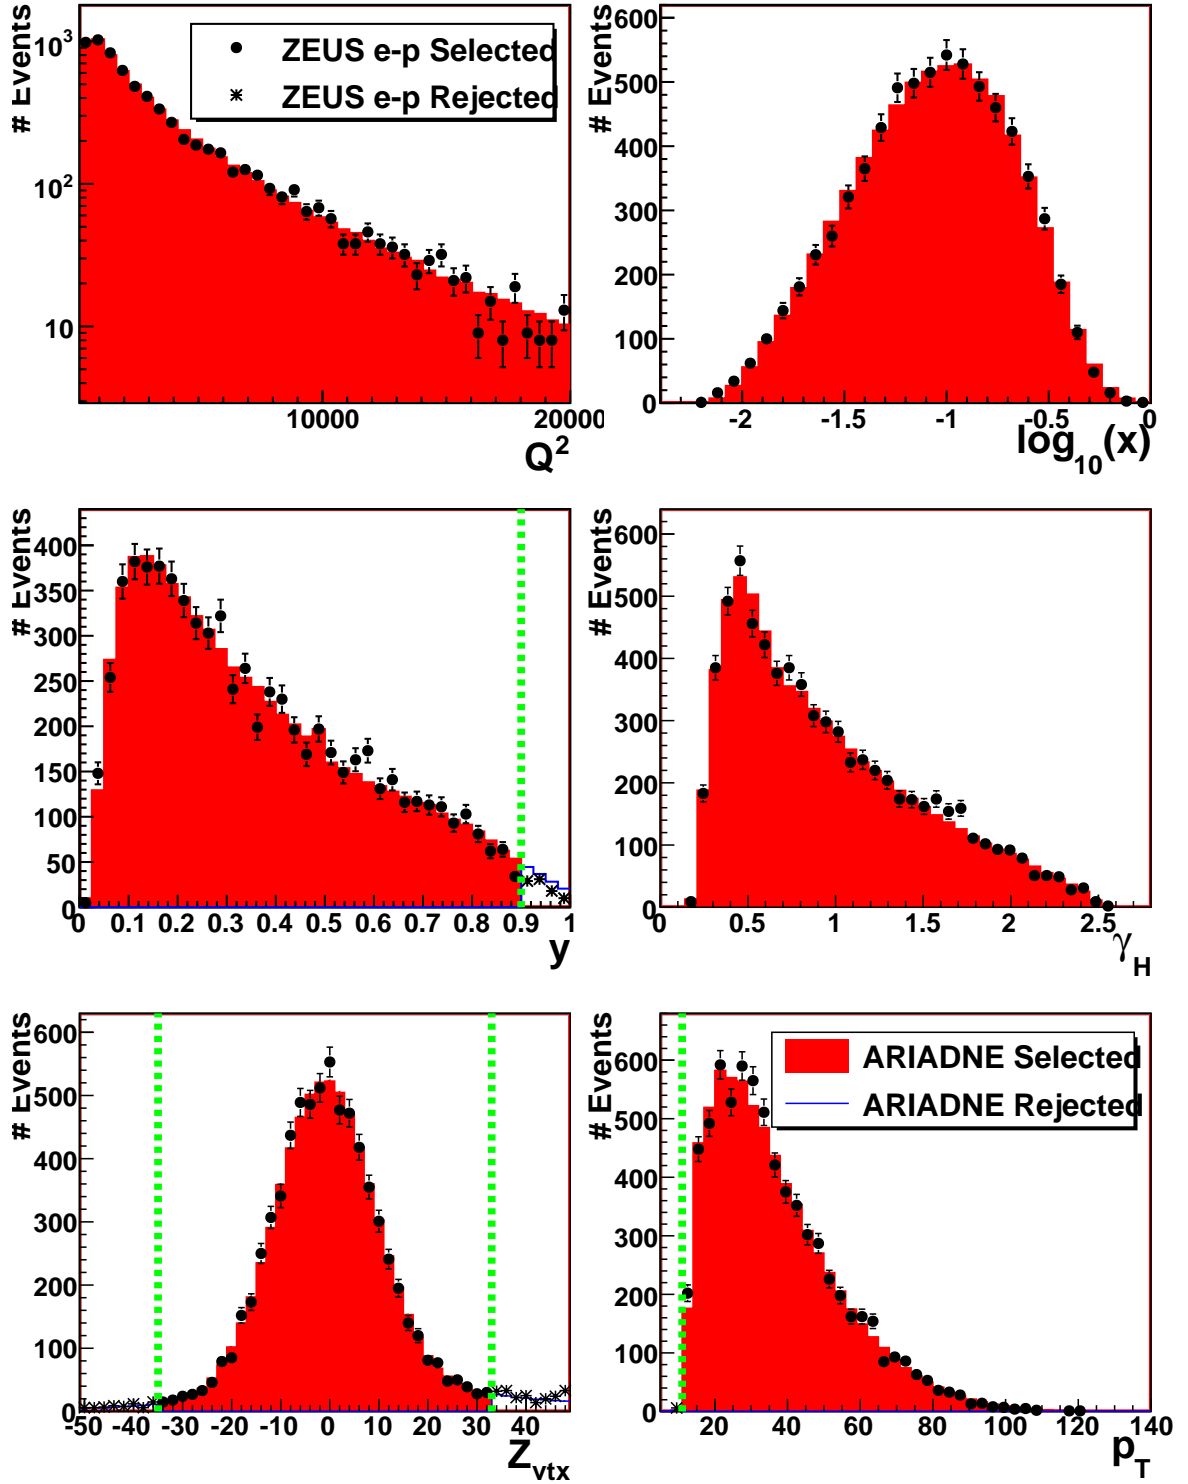 # Events
10³
10²
10
ZEUS e-p Selected
ZEUS e-p Rejected
10000 20000
Q²
# Events
600
500
400
300
200
100
0
-2 -1.5 -1 -0.5 0
log₁₀(x)
# Events
400
350
300
250
200
150
100
50
0
0 0.1 0.2 0.3 0.4 0.5 0.6 0.7 0.8 0.9 1
y
# Events
600
500
400
300
200
100
0
0 0.5 1 1.5 2 2.5
γ_H
# Events
600
500
400
300
200
100
0
-50 -40 -30 -20 -10 0 10 20 30 40
Z_vtx
# Events
600
500
400
300
200
100
0
ARIADNE Selected
ARIADNE Rejected
20 40 60 80 100 120 140
p_T